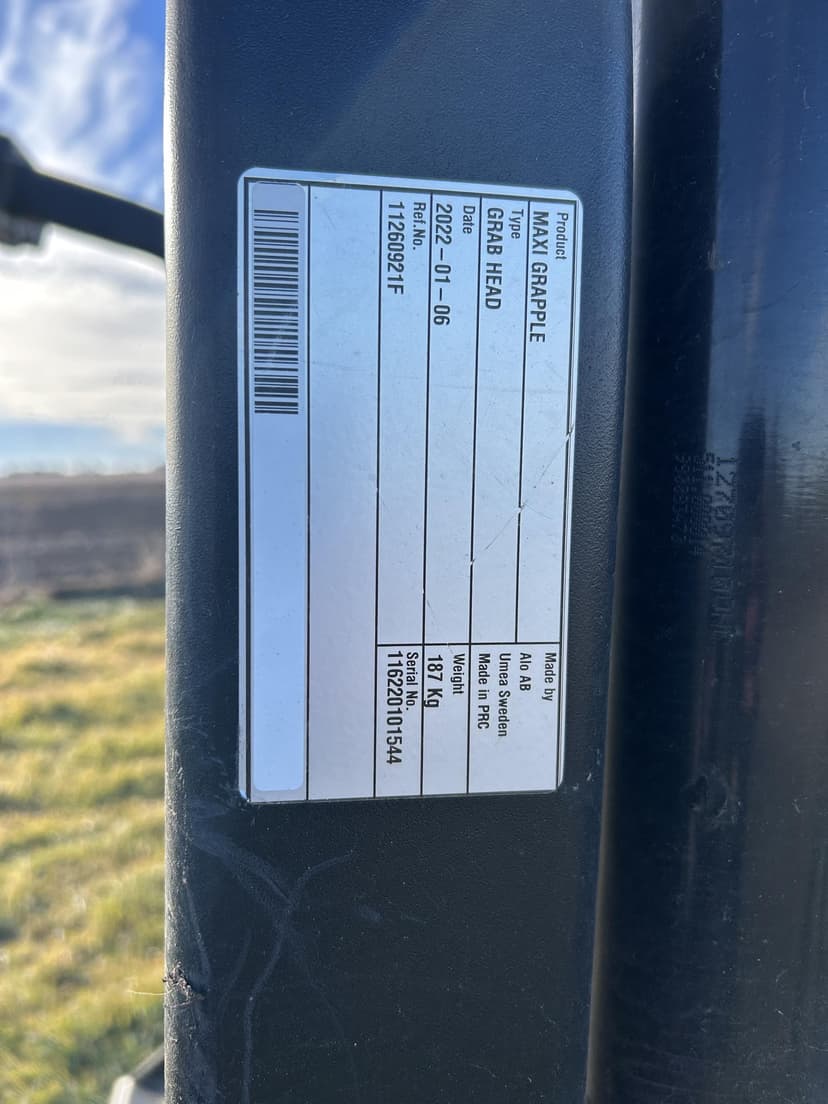 Product
MAXI GRAPPLE
Type
GRAB HEAD
Made by
Alo AB
Umea Sweden
Made in PRC
Date
2022-01-06
Weight
187 Kg
Ref.No.
11260921F
Serial No.
116220101544